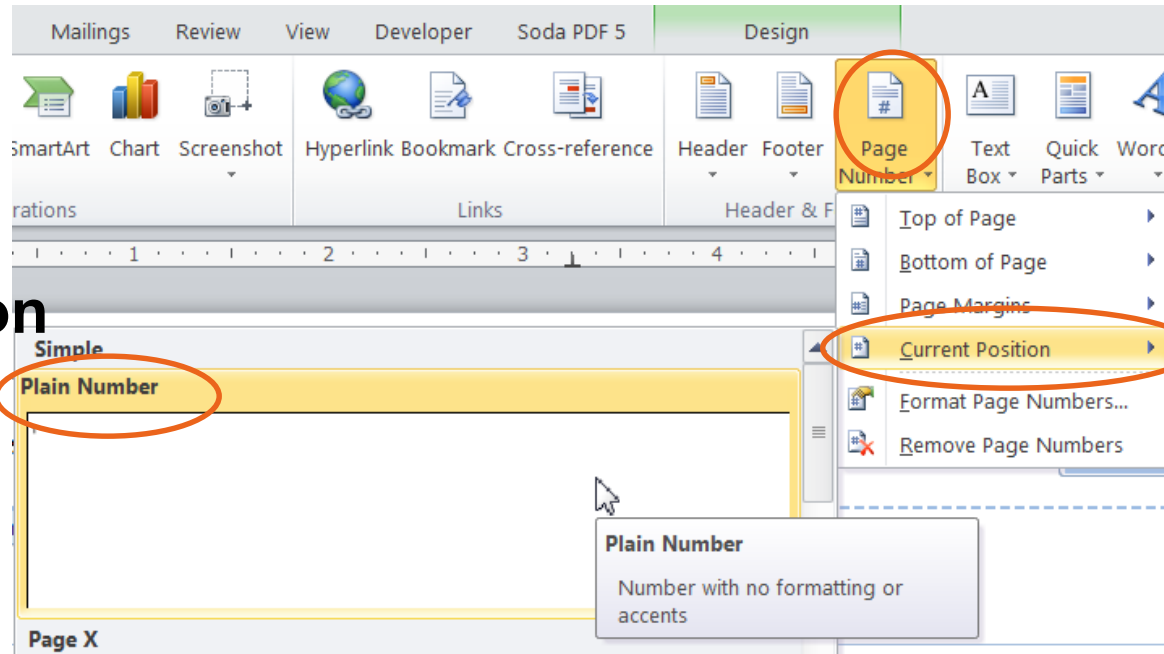 Mailings Review View Developer Soda PDF 5 Design
SmartArt Chart Screenshot Hyperlink Bookmark Cross-reference Header Footer Page Number Text Box Quick Parts
Links Header & F
1 2 3 4
on
Top of Page
Bottom of Page
Page Margins
Current Position
Format Page Numbers...
Remove Page Numbers
Simple
Plain Number
Plain Number
Number with no formatting or
accents
Page X